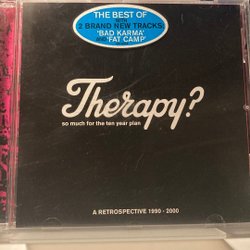 THE BEST OF
2 BRAND NEW TRACKS:
'BAD KARMA'
'FAT CAMP'
Therapy?
so much for the ten year plan
A RETROSPECTIVE 1990 - 2000